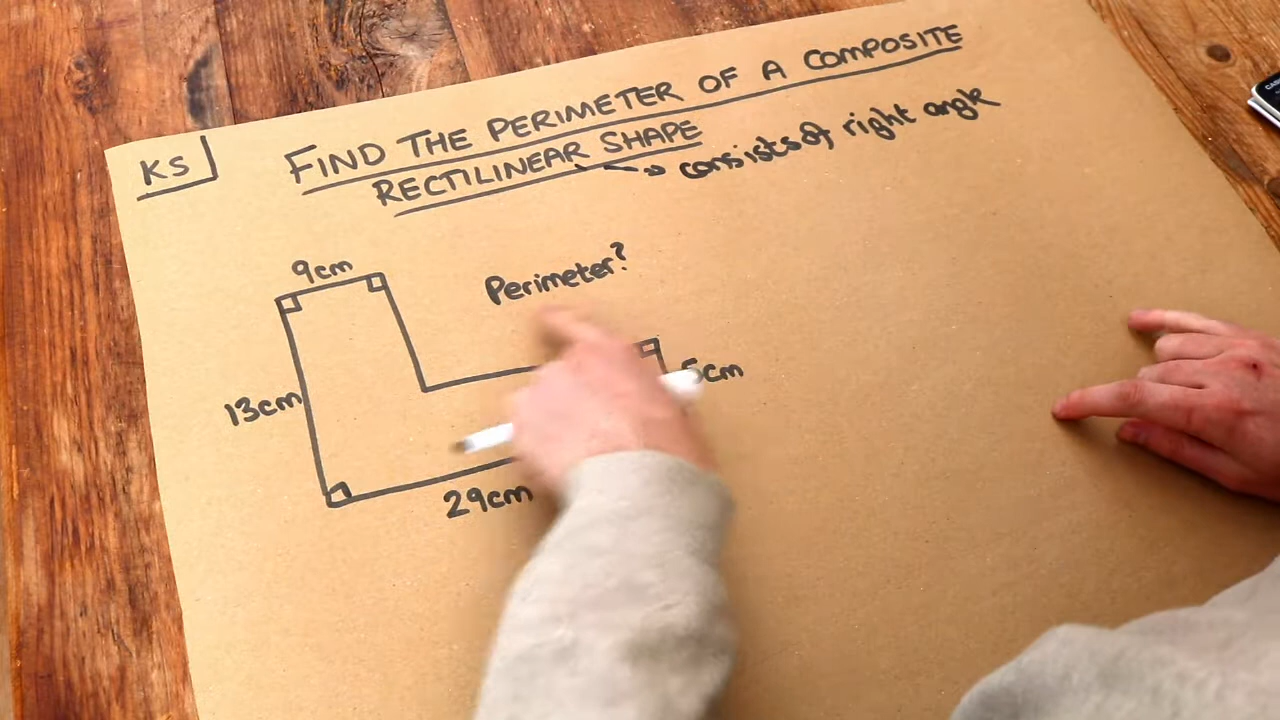 KS
FIND THE PERIMETER OF A COMPOSITE
RECTILINEAR SHAPE
consists of right angle
9cm
Perimeter?
13cm
5cm
29cm